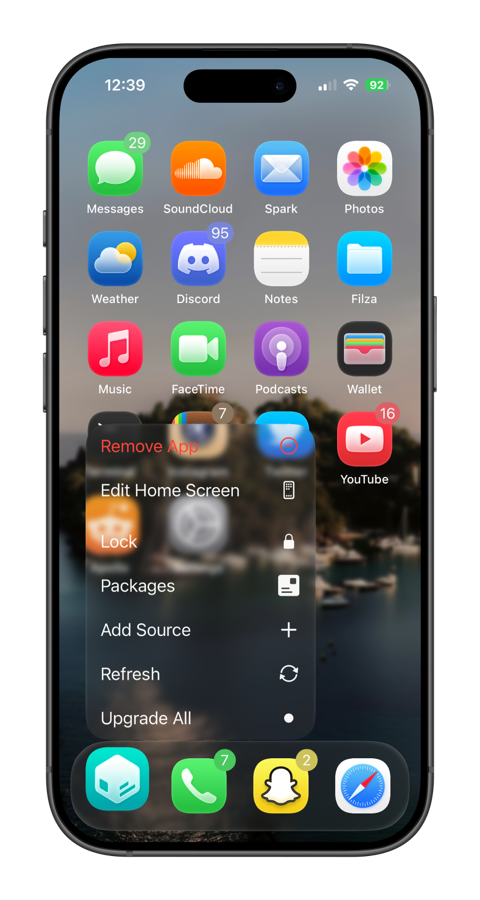 12:39
92
29
Messages
SoundCloud
Spark
Photos
95
Weather
Discord
Notes
Filza
Music
FaceTime
Podcasts
Wallet
7
16
YouTube
Remove App
Edit Home Screen
Lock
Packages
Add Source
Refresh
Upgrade All
7
2